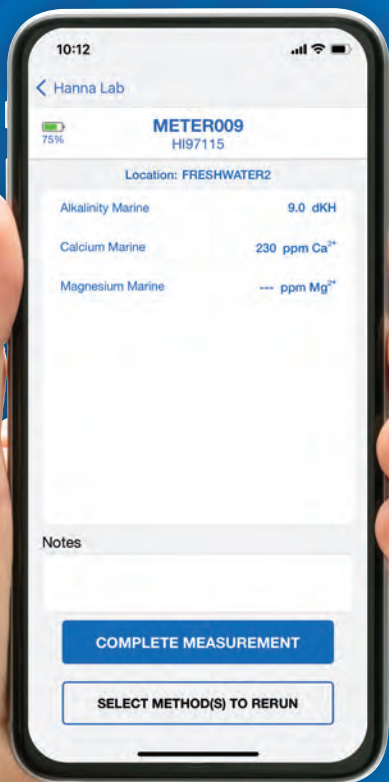 10:12
Hanna Lab
75%
METER009
HI97115
Location: FRESHWATER2
Alkalinity Marine 9.0 dKH
Calcium Marine 230 ppm Ca²⁺
Magnesium Marine --- ppm Mg²⁺
Notes
COMPLETE MEASUREMENT
SELECT METHOD(S) TO RERUN